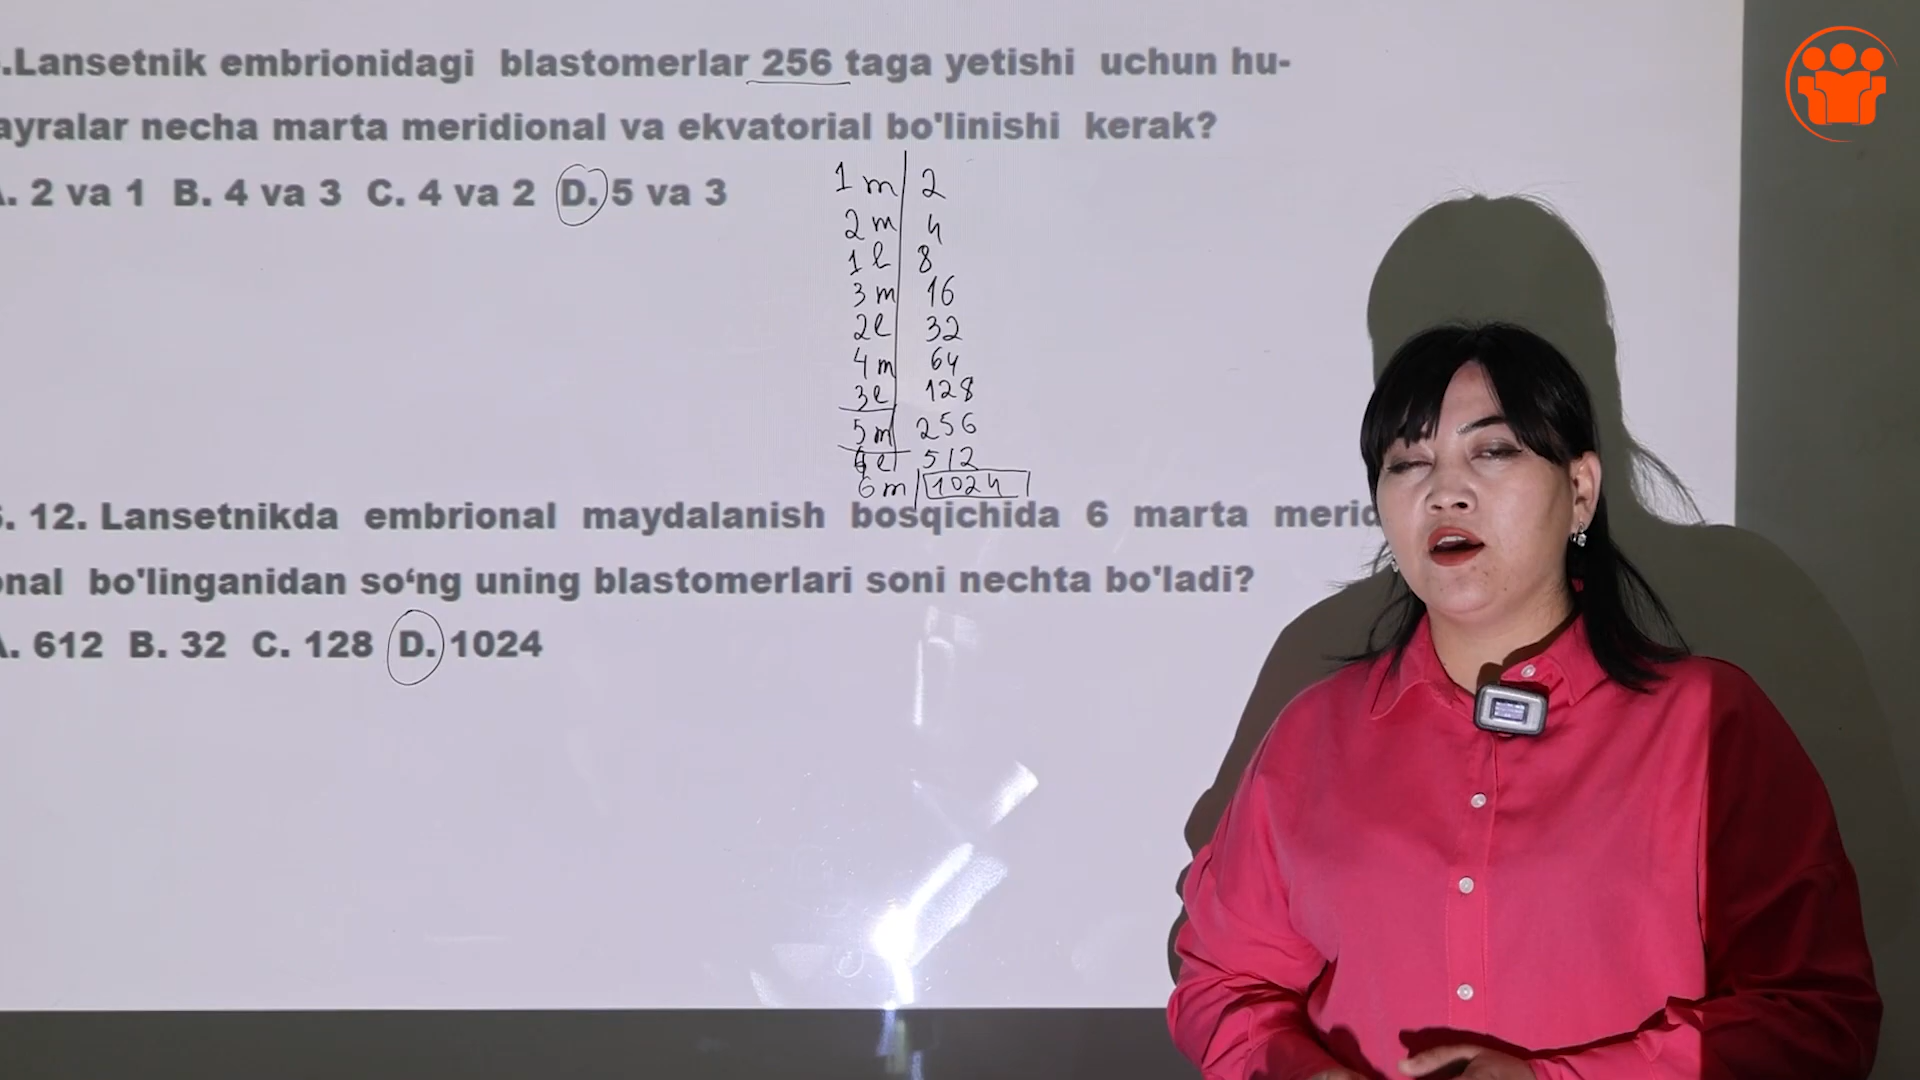 .Lansetnik embrionidagi blastomerlar 256 taga yetishi uchun hu-
ayralar necha marta meridional va ekvatorial bo'linishi kerak?
. 2 va 1 B. 4 va 3 C. 4 va 2 D. 5 va 3
1 m 2
2 m 4
1 e 8
3 m 16
2 e 32
4 m 64
3 e 128
5 m 256
4 e 512
6 m 1024
. 12. Lansetnikda embrional maydalanish bosqichida 6 marta merid
onal bo'linganidan so‘ng uning blastomerlari soni nechta bo'ladi?
. 612 B. 32 C. 128 D. 1024